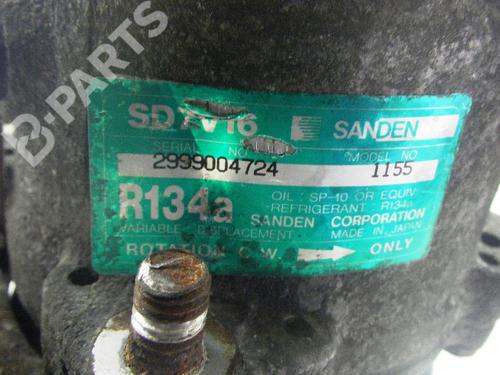 B-PARTS
SD7V16 SANDEN
SERIAL NO MODEL NO
2999004724 1155
R134a OIL : SP-10 OR EQUIV
REFRIGERANT : R134a
SANDEN CORPORATION
VARIABLE DISPLACEMENT MADE IN JAPAN
ROTATION C.W. ONLY